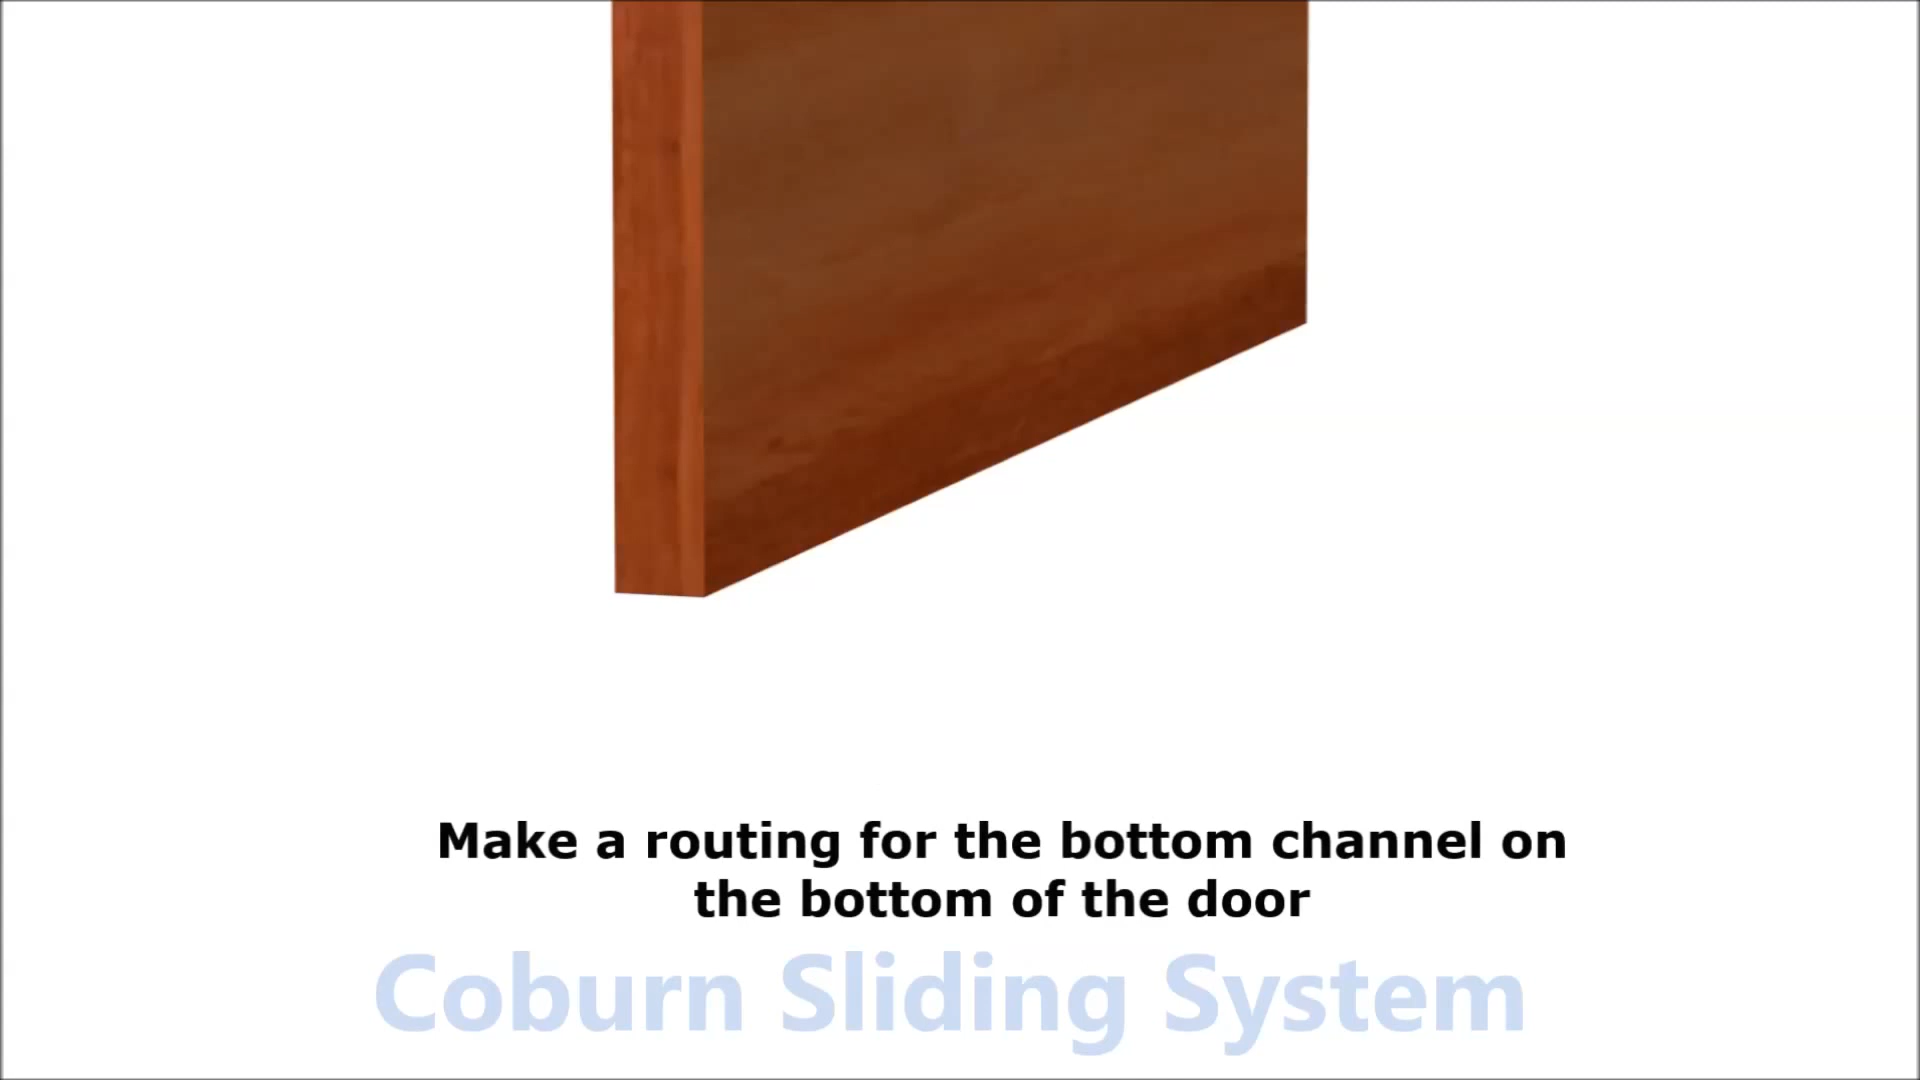 Make a routing for the bottom channel on
the bottom of the door
Coburn Sliding System